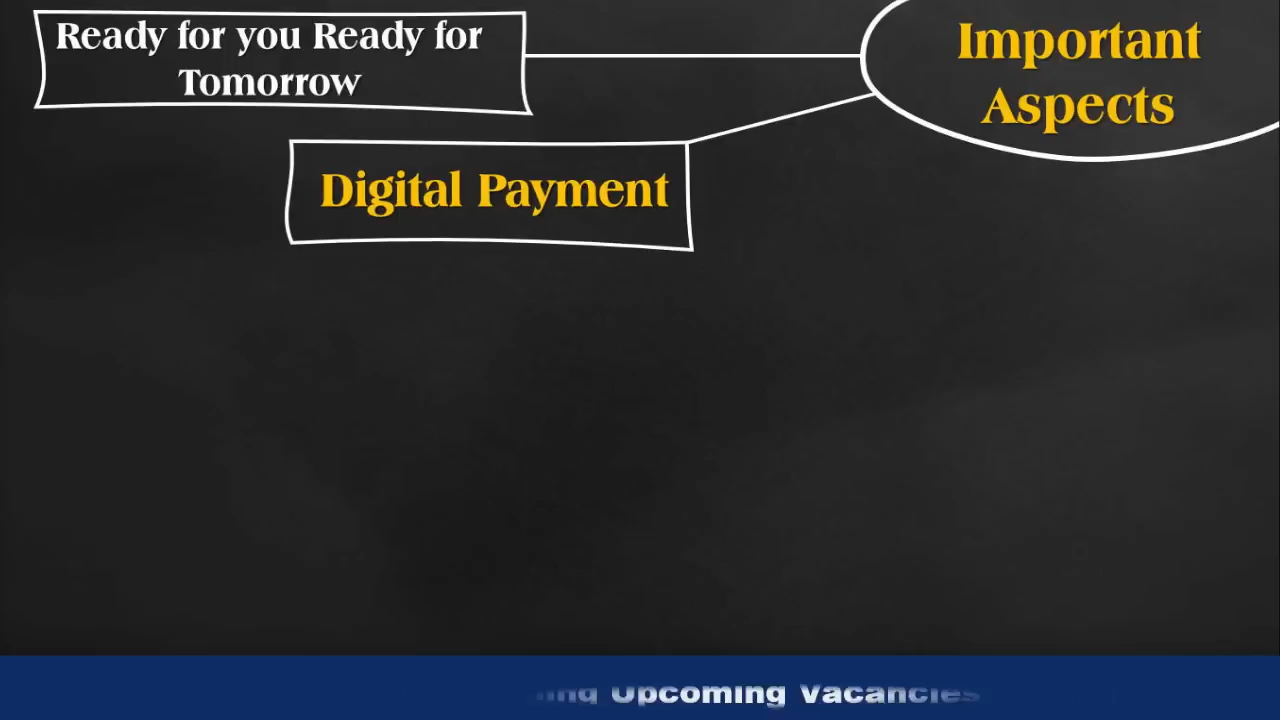 Ready for you Ready for
Tomorrow
Important
Aspects
Digital Payment
Upcoming Vacancies